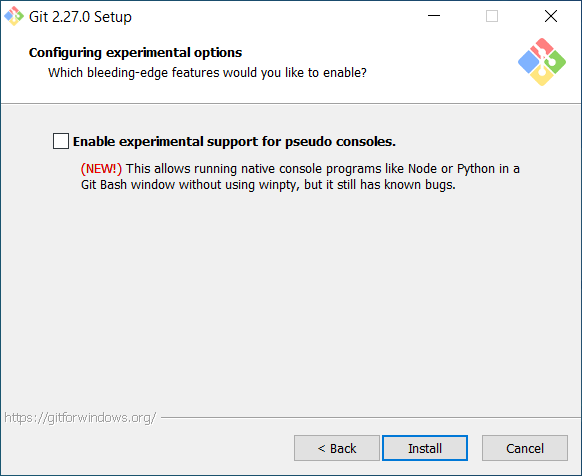 Git 2.27.0 Setup
Configuring experimental options
Which bleeding-edge features would you like to enable?
Enable experimental support for pseudo consoles.
(NEW!) This allows running native console programs like Node or Python in a
Git Bash window without using winpty, but it still has known bugs.
https://gitforwindows.org/
< Back
Install
Cancel